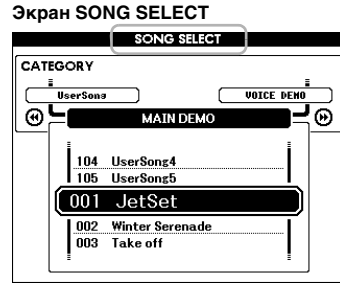 Экран SONG SELECT
SONG SELECT
CATEGORY
UserSong
VOICE DEMO
MAIN DEMO
104 UserSong4
105 UserSong5
001 JetSet
002 Winter Serenade
003 Take off